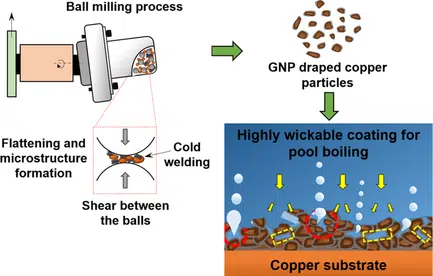 Ball milling process
GNP draped copper
particles
Flattening and
microstructure
formation
Cold
welding
Shear between
the balls
Highly wickable coating for
pool boiling
Copper substrate